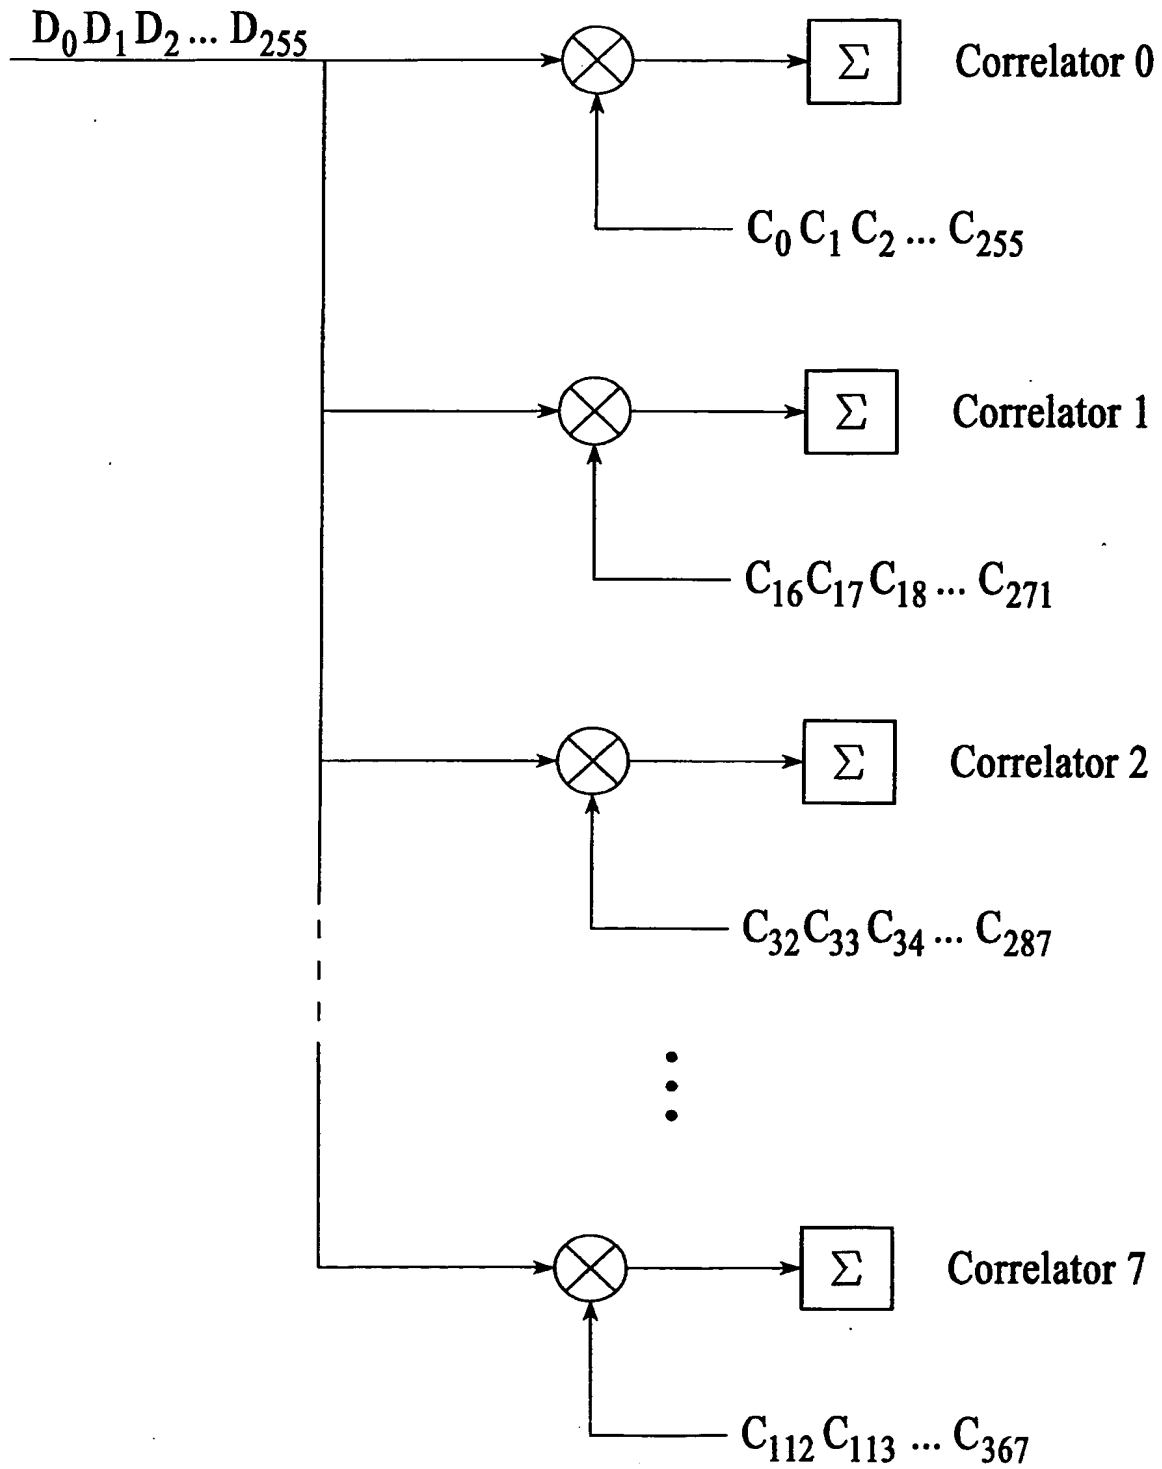 D₀ D₁ D₂ ... D₂₅₅
Σ Correlator 0
C₀ C₁ C₂ ... C₂₅₅
Σ Correlator 1
C₁₆ C₁₇ C₁₈ ... C₂₇₁
Σ Correlator 2
C₃₂ C₃₃ C₃₄ ... C₂₈₇
Σ Correlator 7
C₁₁₂ C₁₁₃ ... C₃₆₇